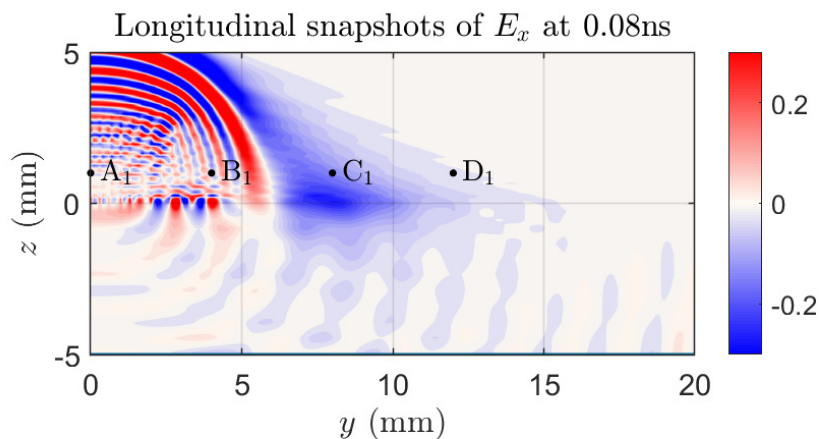 Longitudinal snapshots of E_x at 0.08ns
5
0
-5
z (mm)
A_1
B_1
C_1
D_1
0 5 10 15 20
y (mm)
0.2
0
-0.2